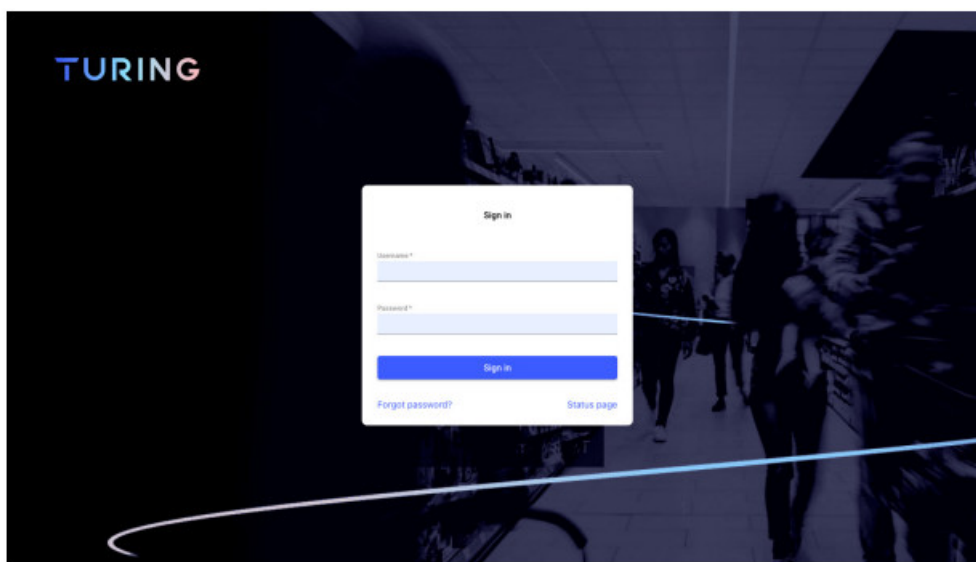 TURING
Sign in
Username *
Password *
Sign in
Forgot password?
Status page